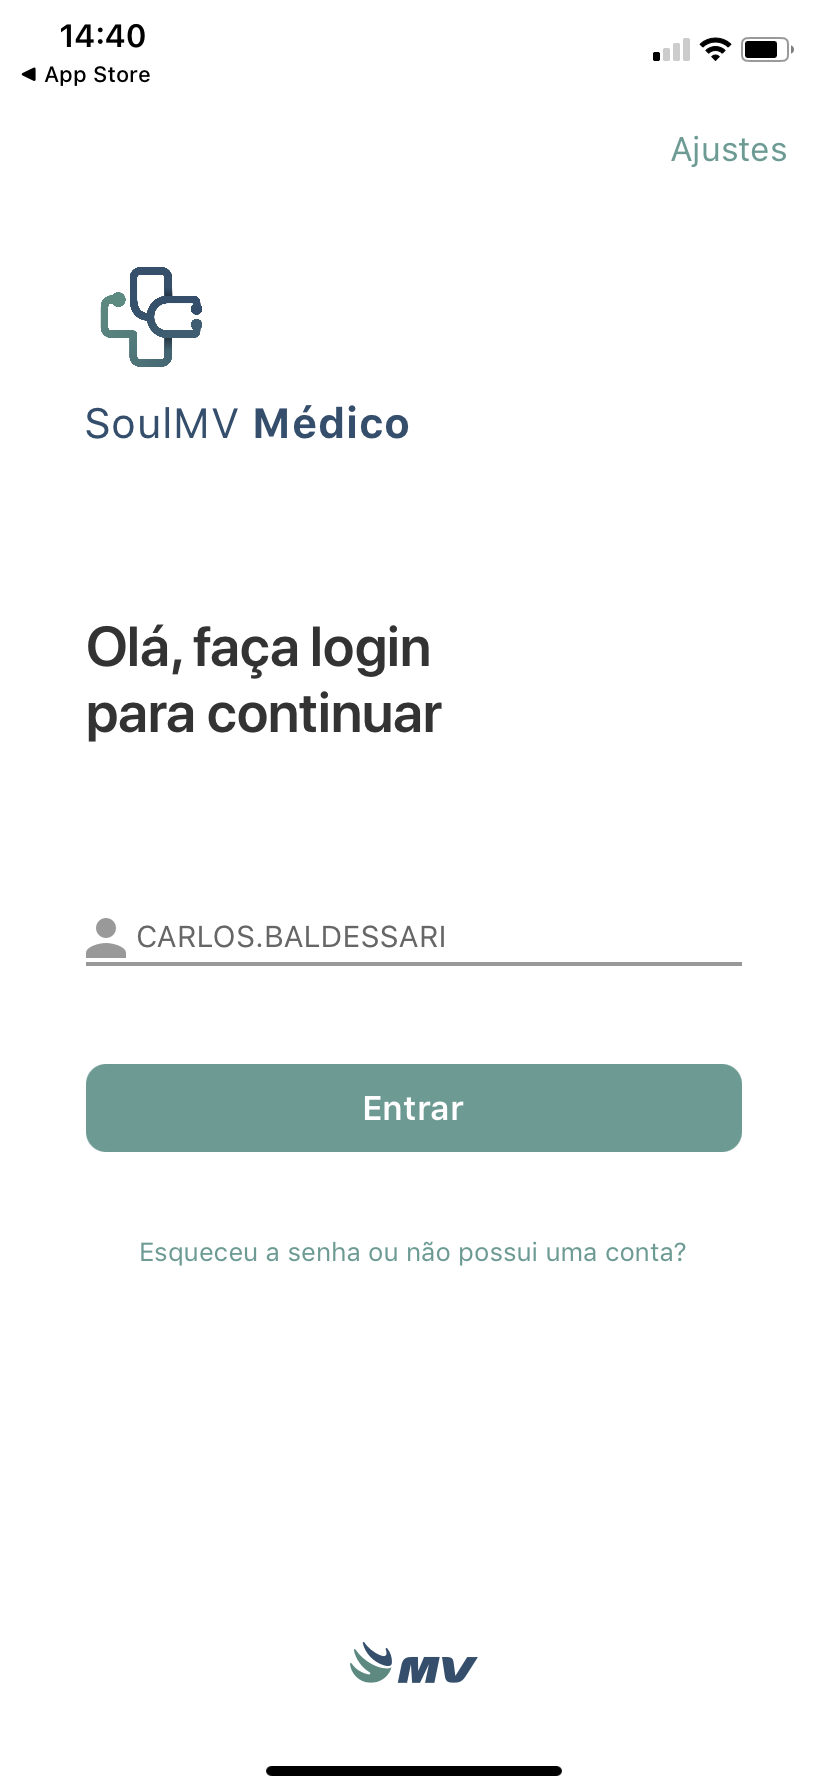 14:40
◀ App Store
Ajustes
SoulMV Médico
Olá, faça login
para continuar
CARLOS.BALDESSARI
Entrar
Esqueceu a senha ou não possui uma conta?
MV